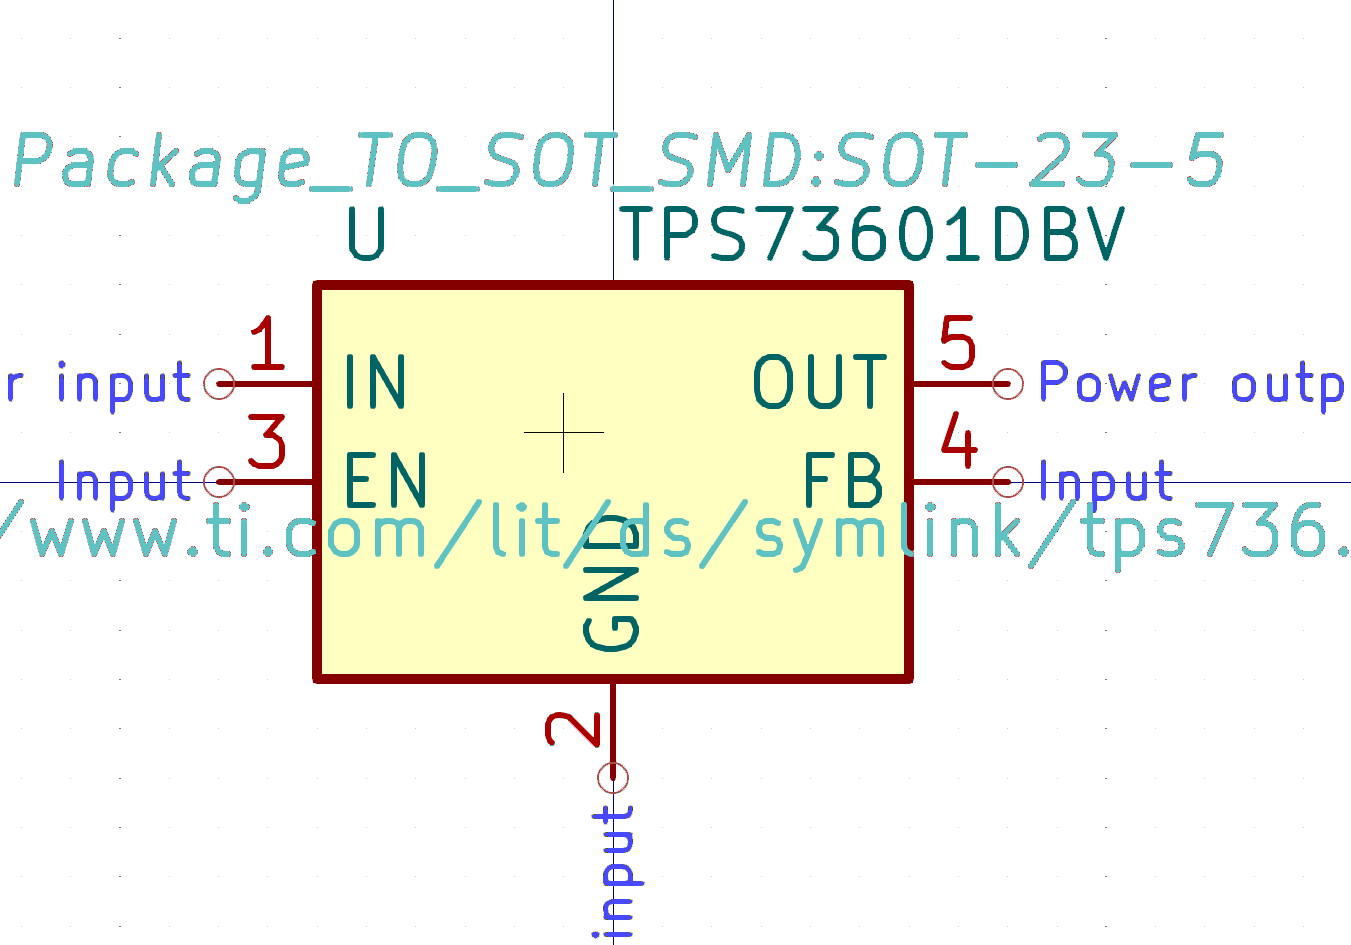 Package_TO_SOT_SMD:SOT-23-5
U TPS73601DBV
1 5
r input IN OUT Power outp
3 4
Input EN FB Input
/www.ti.com/lit/ds/symlink/tps736.
GND
2
input